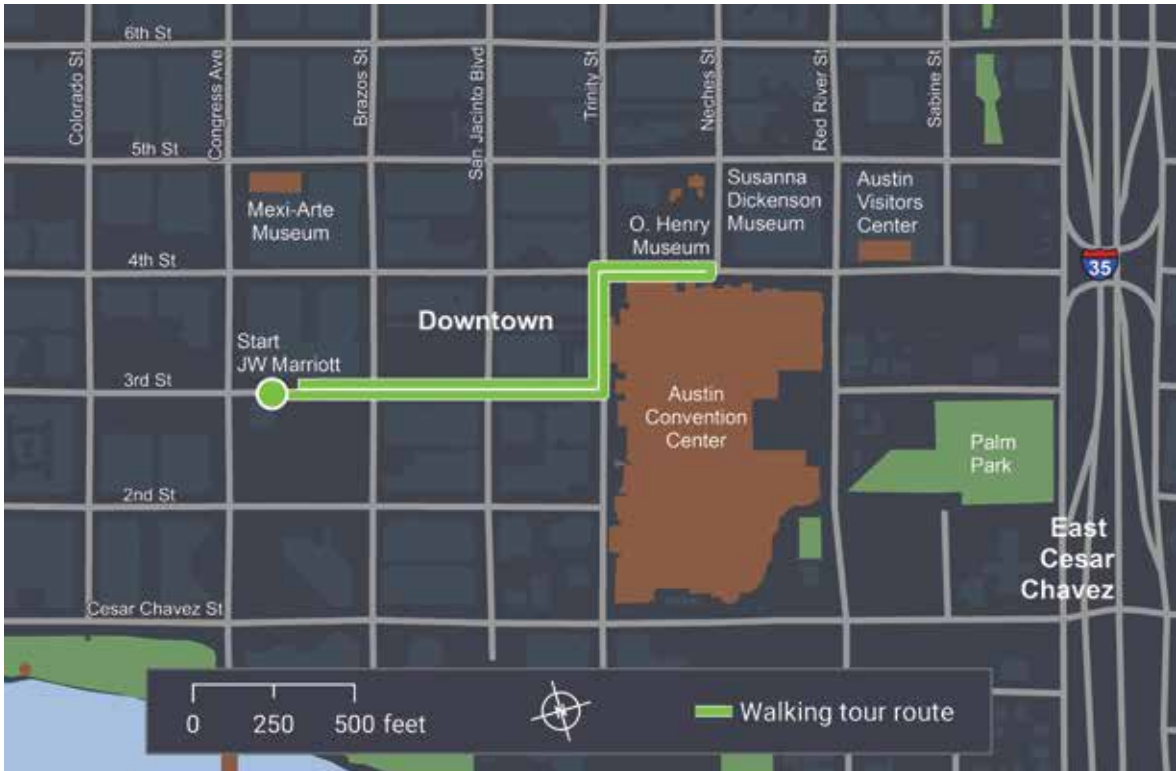 6th St
Colorado St
Congress Ave
Brazos St
San Jacinto Blvd
Trinity St
Neches St
Red River St
Sabine St
5th St
Mexi-Arte
Museum
O. Henry
Museum
Susanna
Dickenson
Museum
Austin
Visitors
Center
4th St
35
Downtown
Start
JW Marriott
3rd St
Austin
Convention
Center
Palm
Park
2nd St
East
Cesar
Chavez
Cesar Chavez St
0 250 500 feet
N
Walking tour route